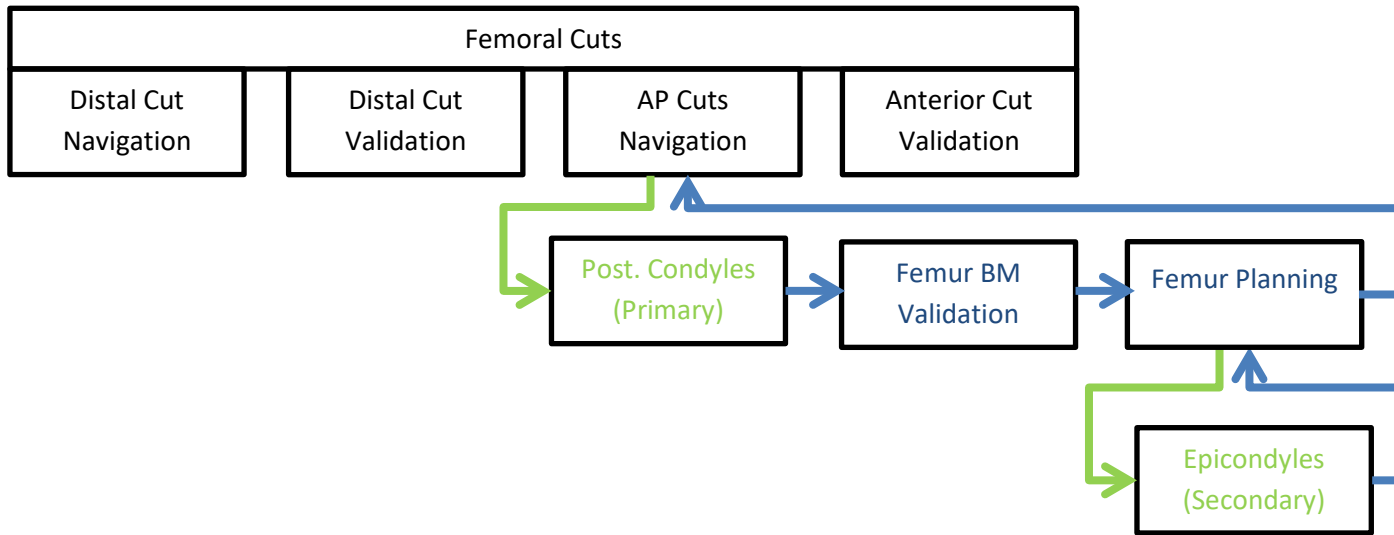 Femoral Cuts
Distal Cut
Navigation
Distal Cut
Validation
AP Cuts
Navigation
Anterior Cut
Validation
Post. Condyles
(Primary)
Femur BM
Validation
Femur Planning
Epicondyles
(Secondary)